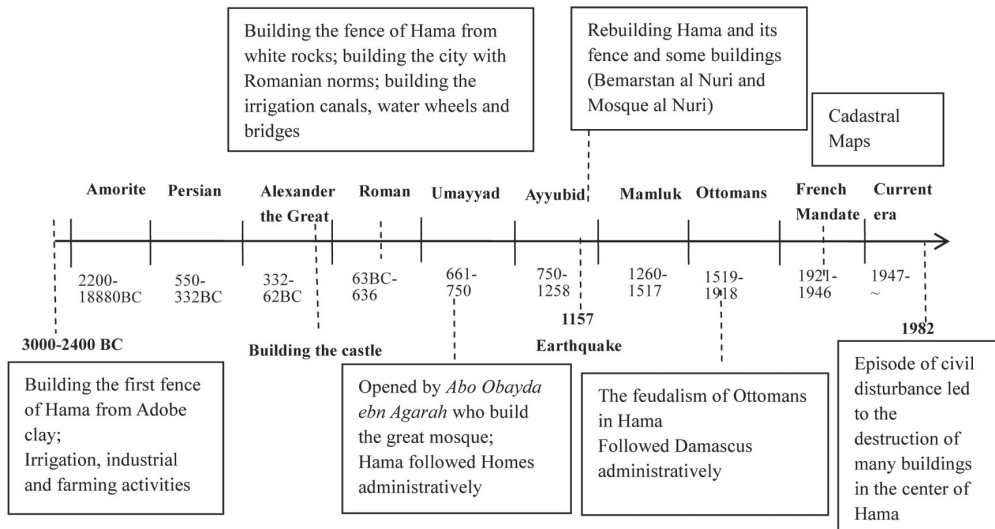 Building the fence of Hama from
white rocks; building the city with
Romanian norms; building the
irrigation canals, water wheels and
bridges
Rebuilding Hama and its
fence and some buildings
(Bemarstan al Nuri and
Mosque al Nuri)
Cadastral
Maps
Amorite
Persian
Alexander
the Great
Roman
Umayyad
Ayyubid
Mamluk
Ottomans
French
Mandate
Current
era
2200-
18880BC
550-
332BC
332-
62BC
63BC-
636
661-
750
750-
1258
1260-
1517
1519-
1918
1921-
1946
1947-
~
3000-2400 BC
Building the castle
1157
Earthquake
1982
Building the first fence
of Hama from Adobe
clay;
Irrigation, industrial
and farming activities
Opened by Abo Obayda
ebn Agarah who build
the great mosque;
Hama followed Homes
administratively
The feudalism of Ottomans
in Hama
Followed Damascus
administratively
Episode of civil
disturbance led
to the
destruction of
many buildings
in the center of
Hama